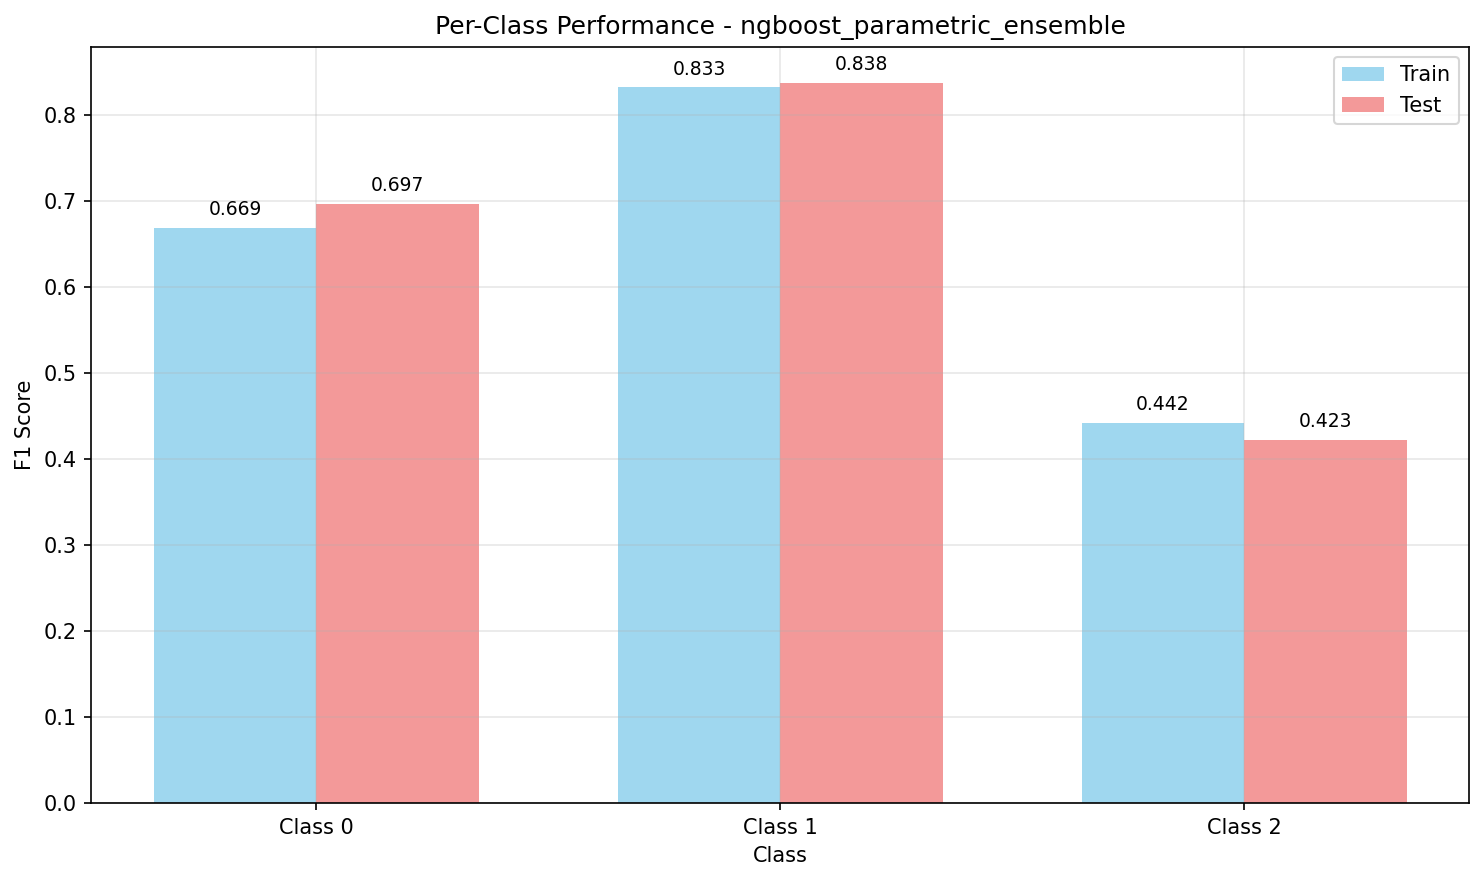 Per-Class Performance - ngboost_parametric_ensemble
Train
Test
0.833
0.838
0.697
0.669
0.442
0.423
F1 Score
0.8
0.7
0.6
0.5
0.4
0.3
0.2
0.1
0.0
Class 0
Class 1
Class 2
Class